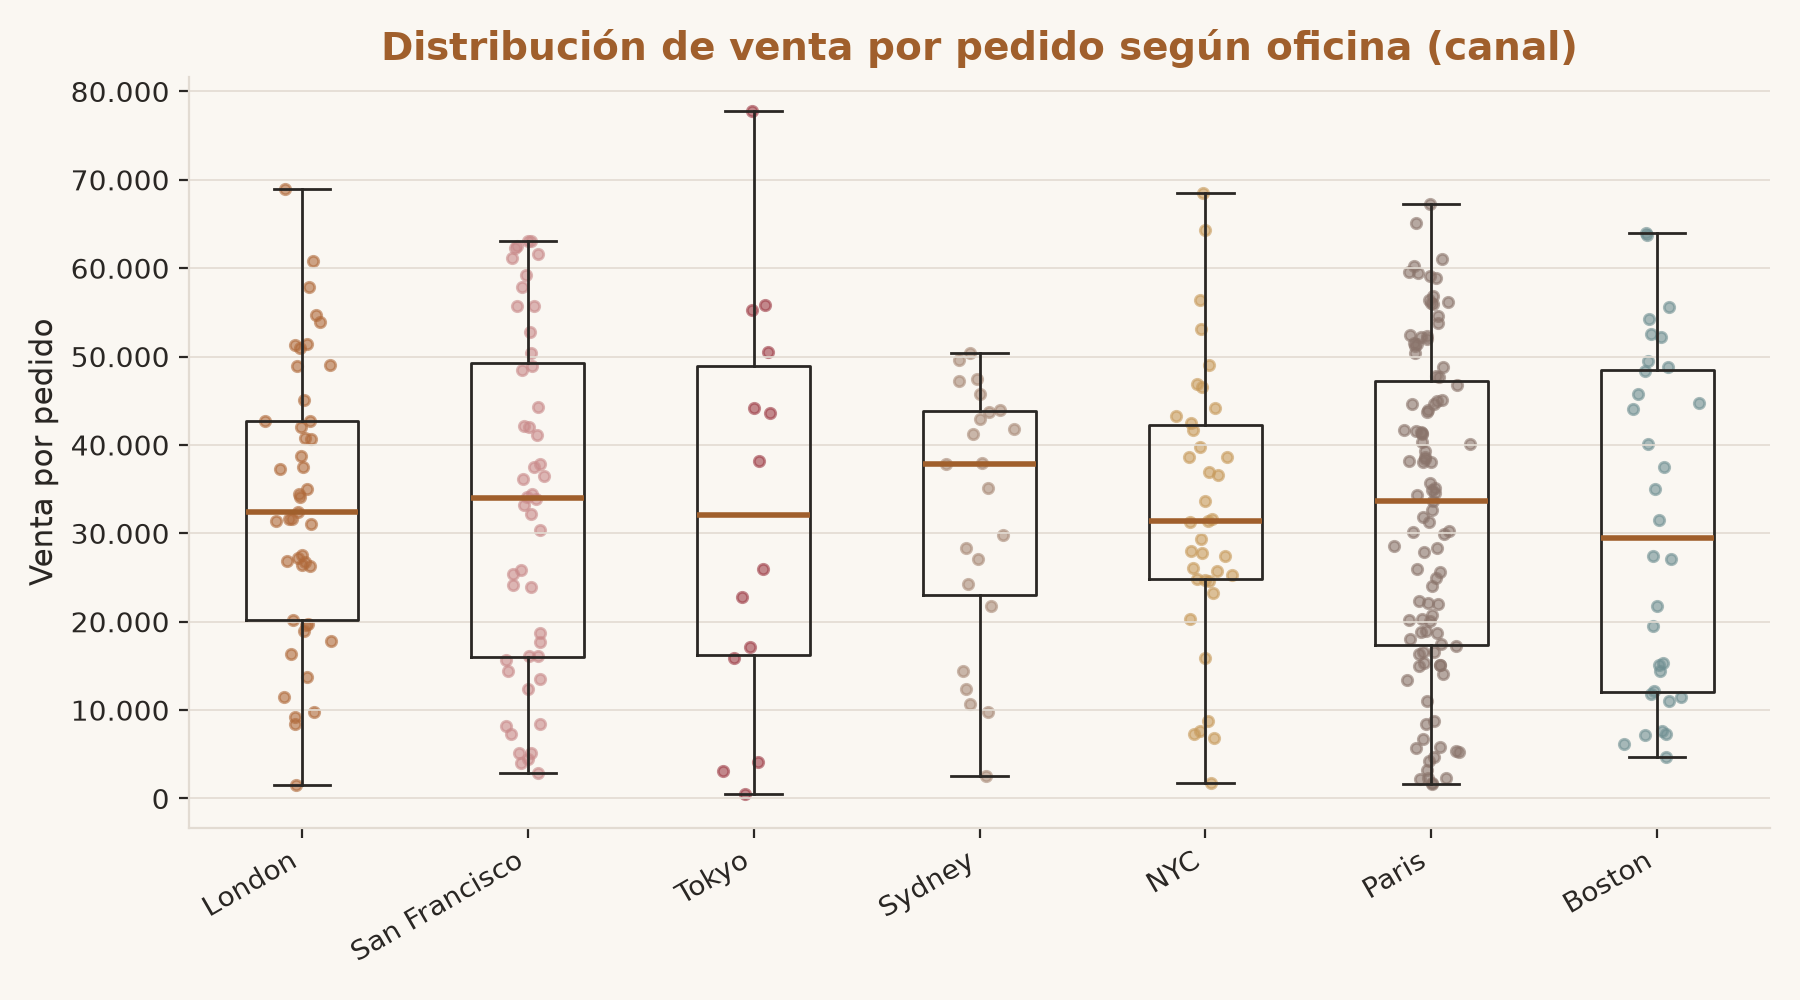 Distribución de venta por pedido según oficina (canal)
Venta por pedido
80.000
70.000
60.000
50.000
40.000
30.000
20.000
10.000
0
London
San Francisco
Tokyo
Sydney
NYC
Paris
Boston